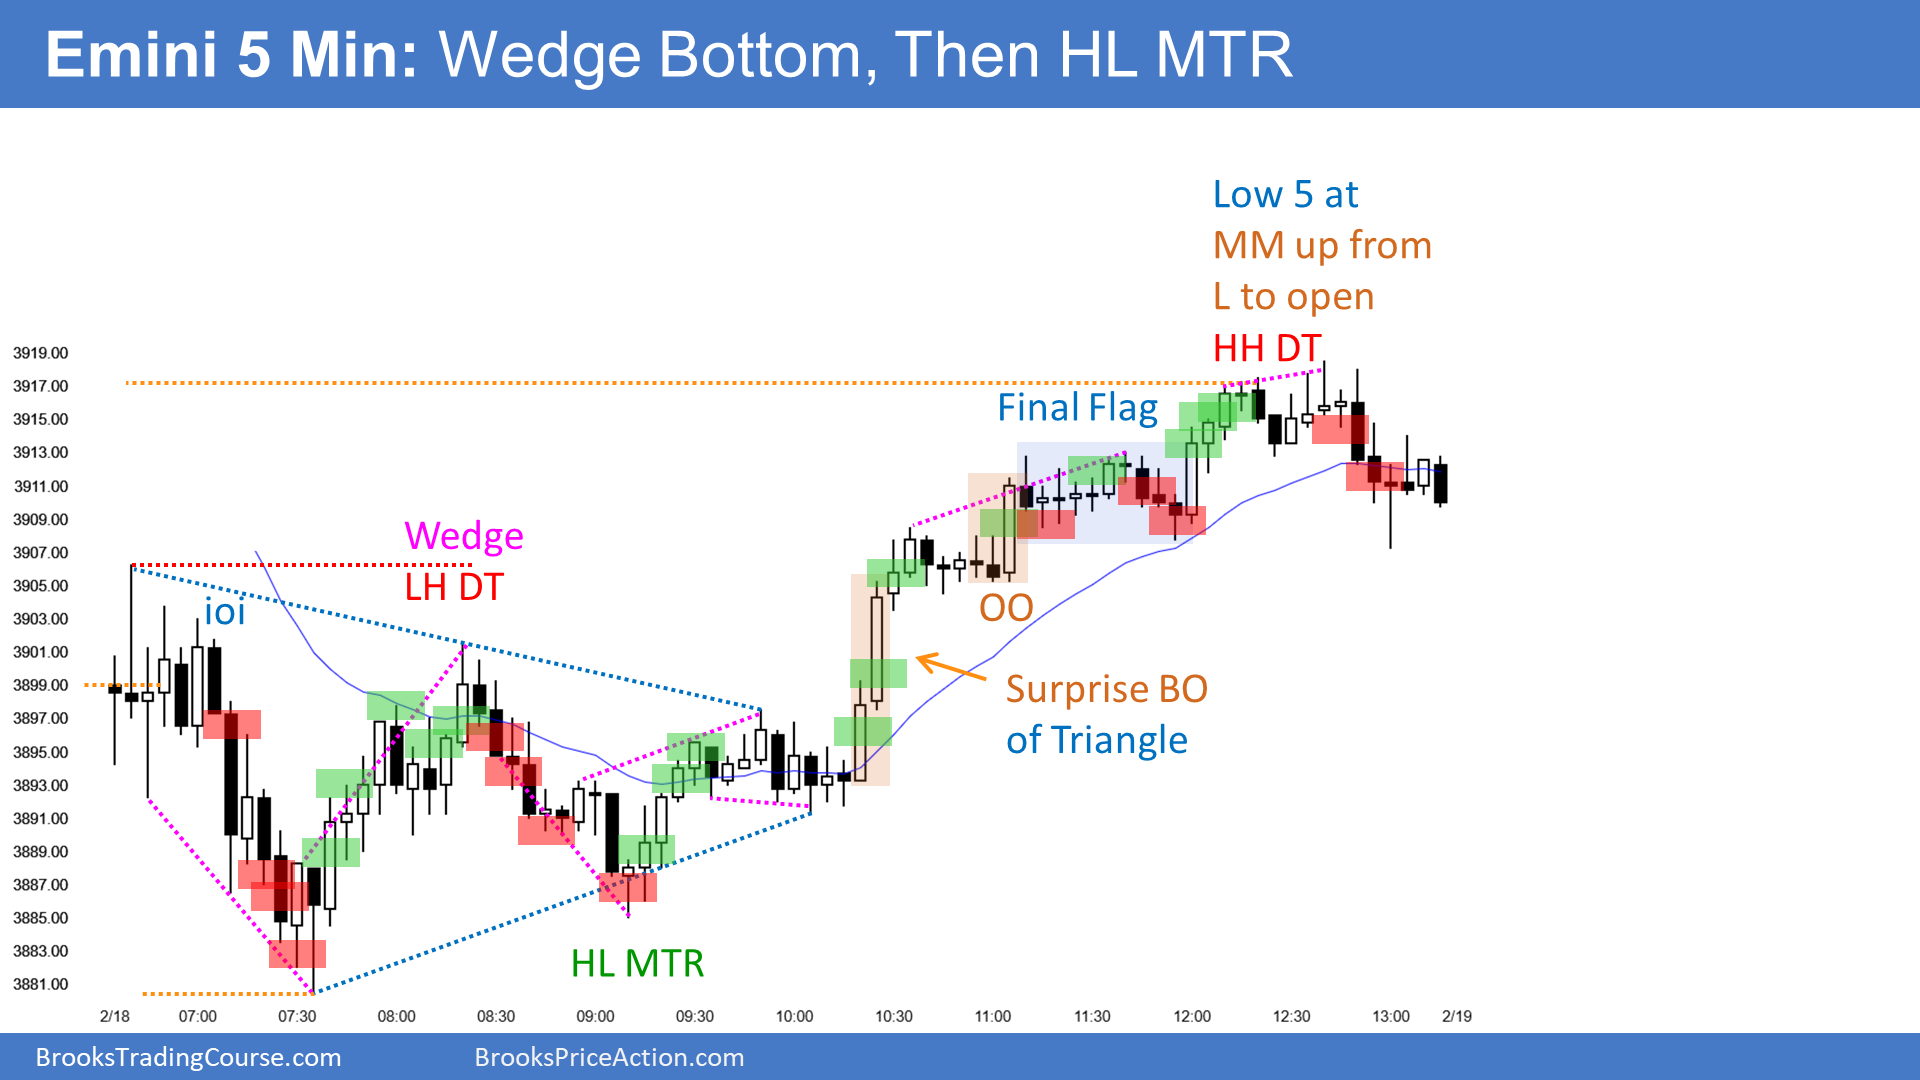 Emini 5 Min: Wedge Bottom, Then HL MTR
Low 5 at
MM up from
L to open
HH DT
Final Flag
Wedge
LH DT
ioi
OO
Surprise BO
of Triangle
HL MTR
3919.00
3917.00
3915.00
3913.00
3911.00
3909.00
3907.00
3905.00
3903.00
3901.00
3899.00
3897.00
3895.00
3893.00
3891.00
3889.00
3887.00
3885.00
3883.00
3881.00
2/18 07:00 07:30 08:00 08:30 09:00 09:30 10:00 10:30 11:00 11:30 12:00 12:30 13:00 2/19
BrooksTradingCourse.com BrooksPriceAction.com